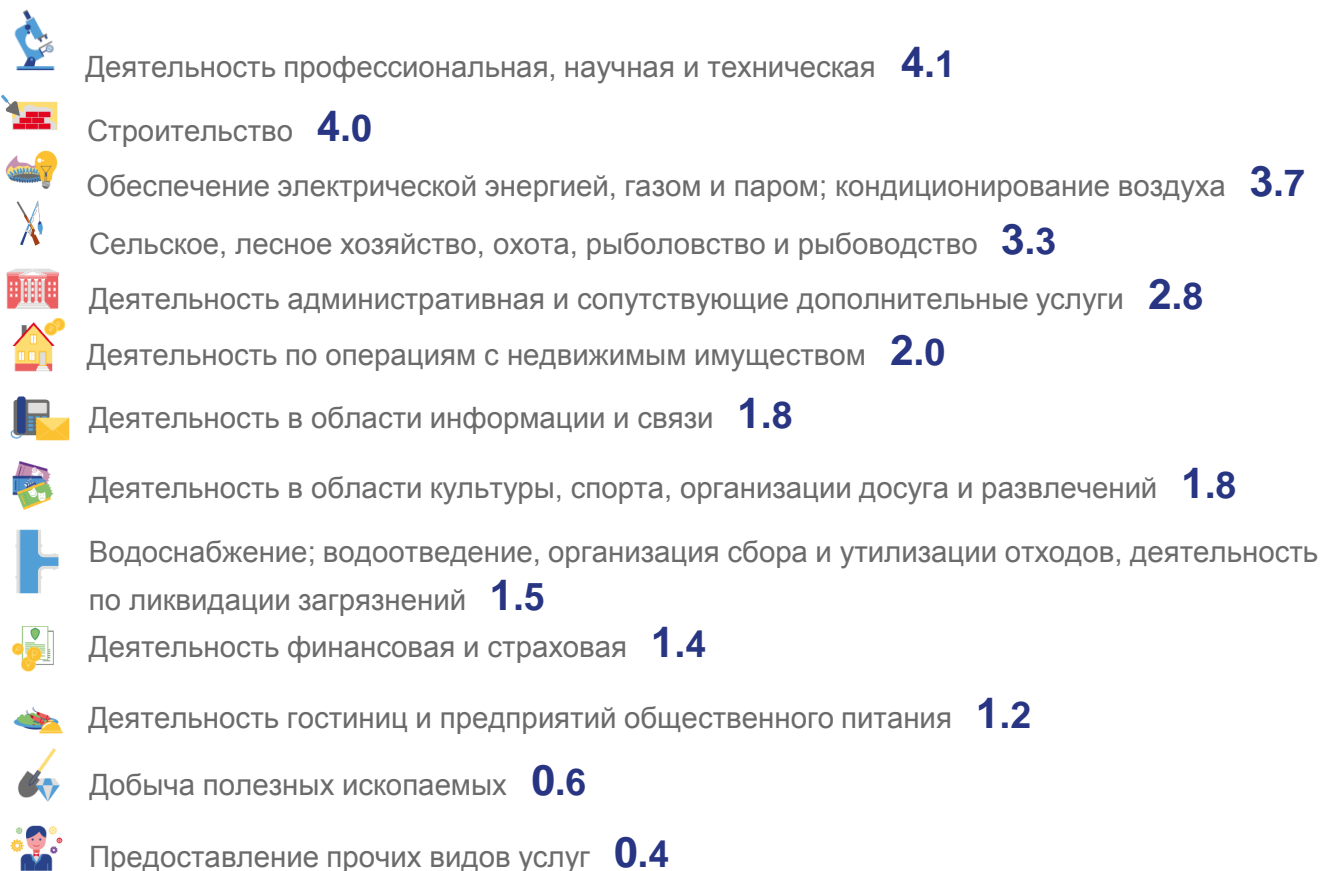 Деятельность профессиональная, научная и техническая 4.1
Строительство 4.0
Обеспечение электрической энергией, газом и паром; кондиционирование воздуха 3.7
Сельское, лесное хозяйство, охота, рыболовство и рыбоводство 3.3
Деятельность административная и сопутствующие дополнительные услуги 2.8
Деятельность по операциям с недвижимым имуществом 2.0
Деятельность в области информации и связи 1.8
Деятельность в области культуры, спорта, организации досуга и развлечений 1.8
Водоснабжение; водоотведение, организация сбора и утилизации отходов, деятельность
по ликвидации загрязнений 1.5
Деятельность финансовая и страховая 1.4
Деятельность гостиниц и предприятий общественного питания 1.2
Добыча полезных ископаемых 0.6
Предоставление прочих видов услуг 0.4